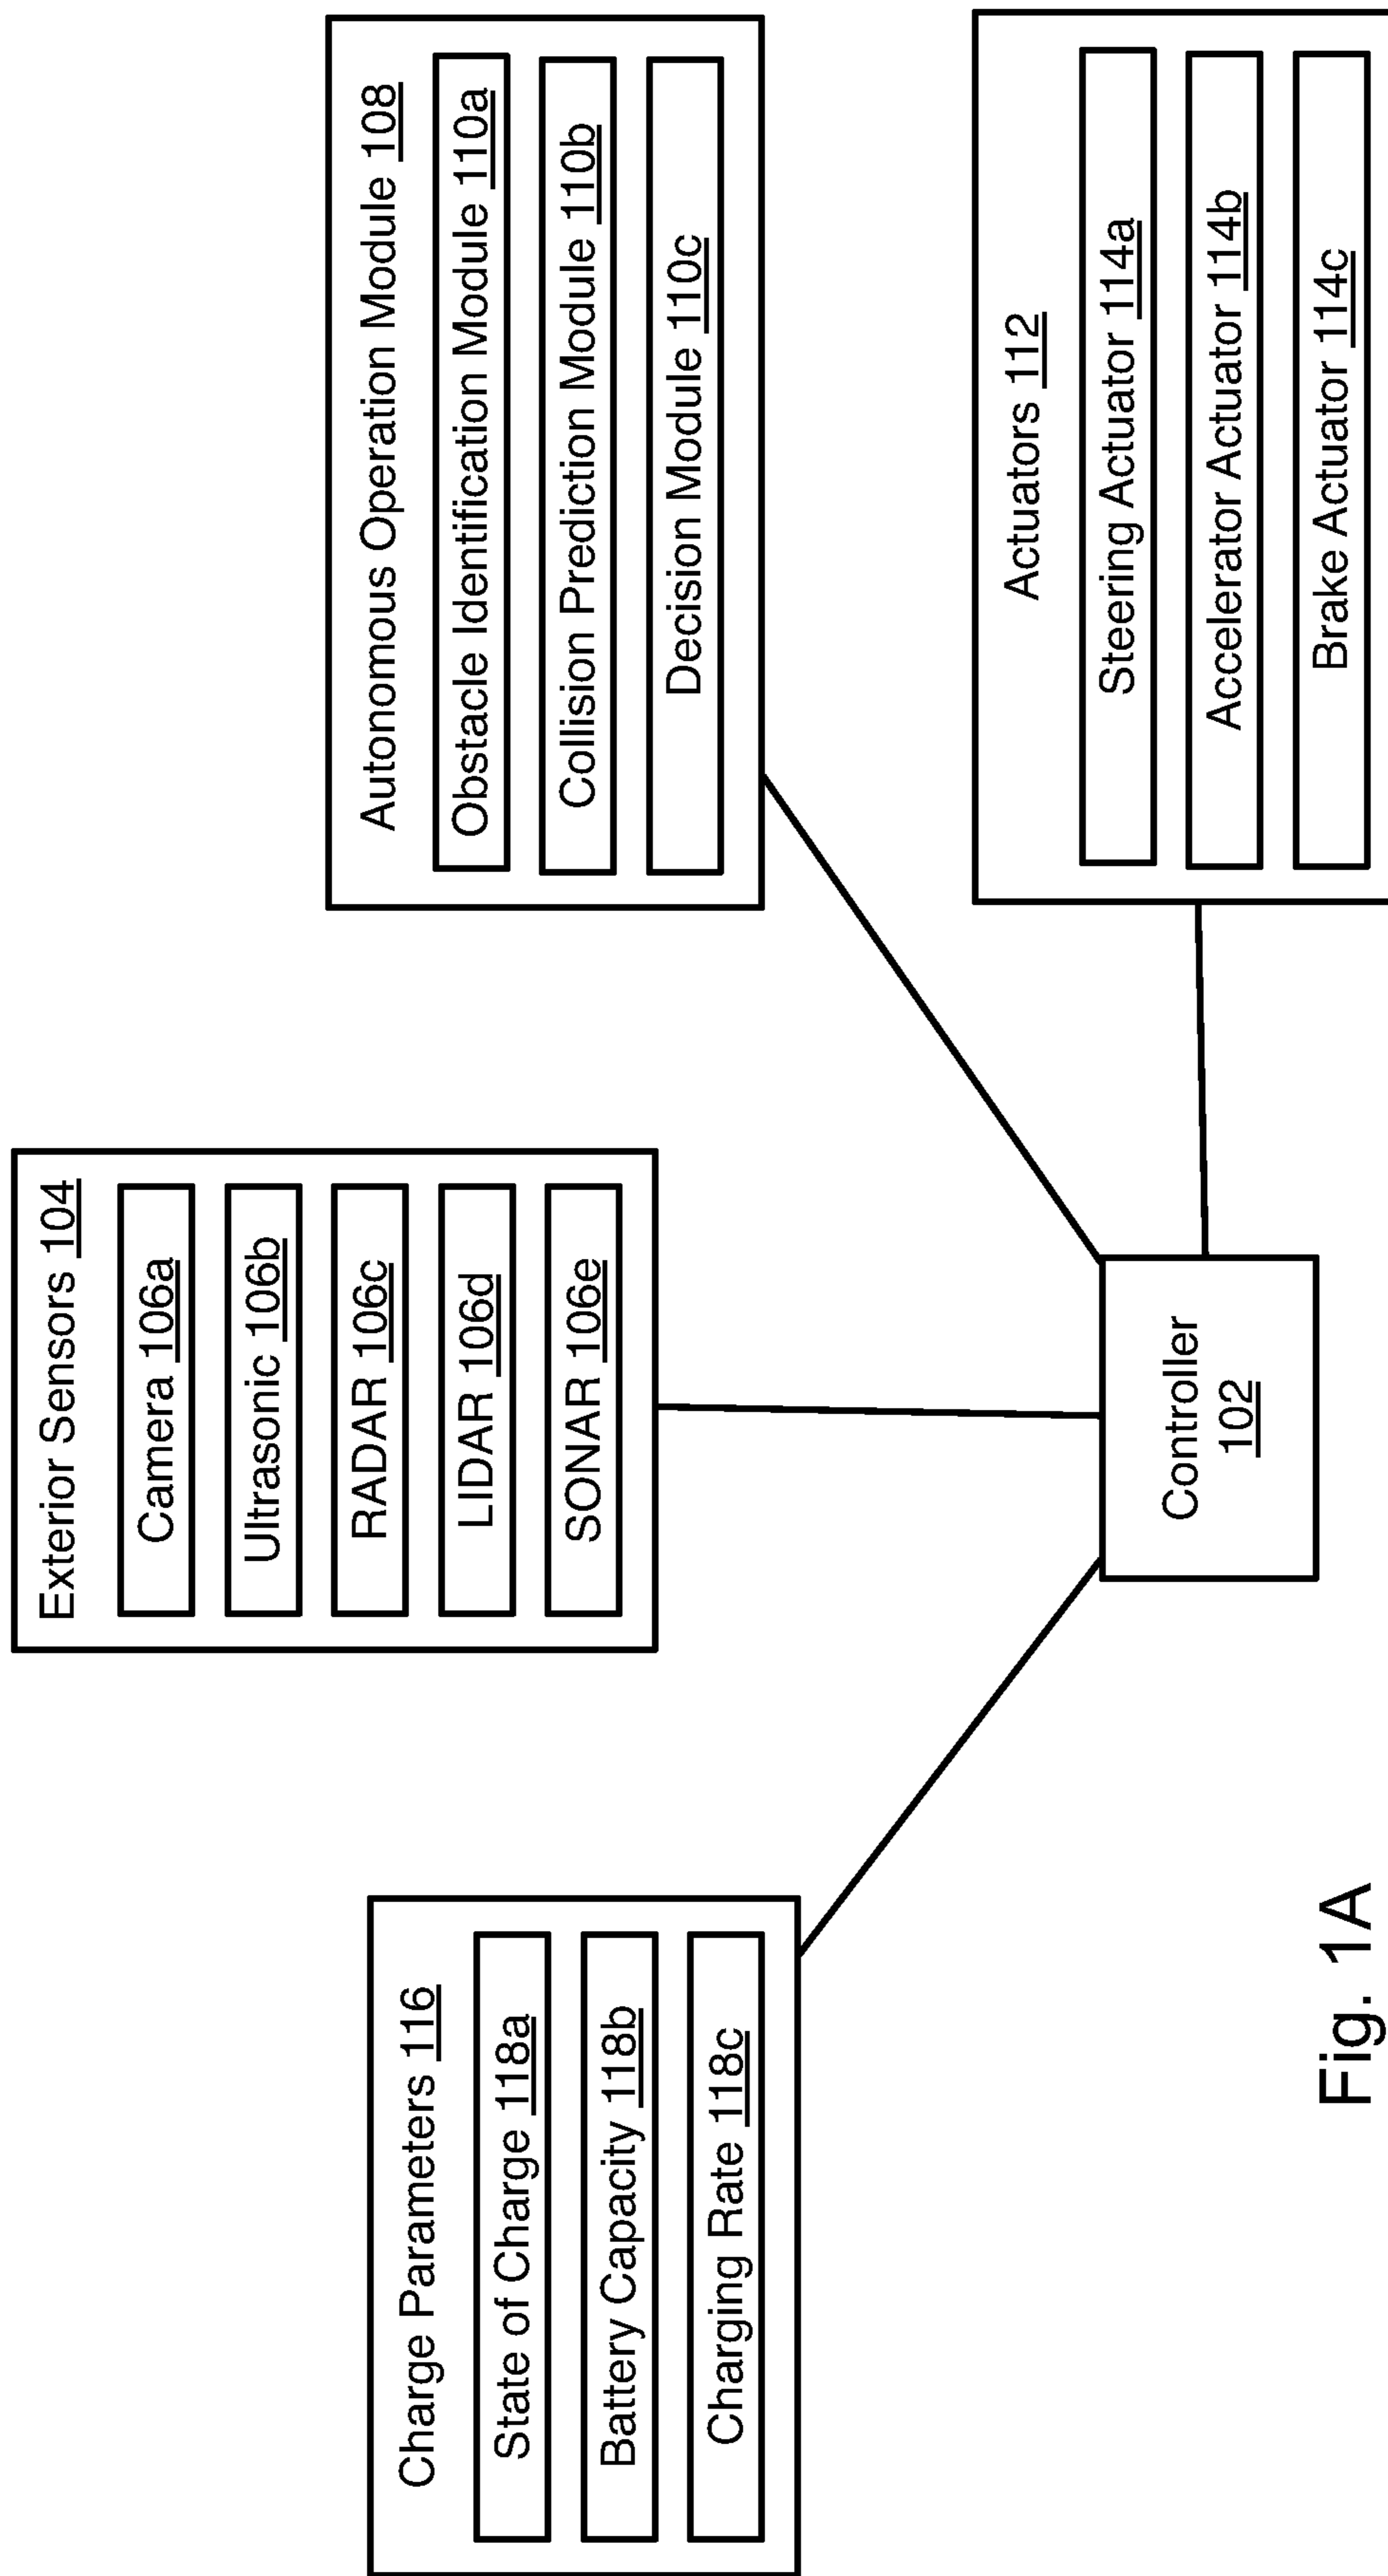 Exterior Sensors 104
Camera 106a
Ultrasonic 106b
RADAR 106c
LIDAR 106d
SONAR 106e
Charge Parameters 116
State of Charge 118a
Battery Capacity 118b
Charging Rate 118c
Autonomous Operation Module 108
Obstacle Identification Module 110a
Collision Prediction Module 110b
Decision Module 110c
Controller
102
Actuators 112
Steering Actuator 114a
Accelerator Actuator 114b
Brake Actuator 114c
Fig. 1A